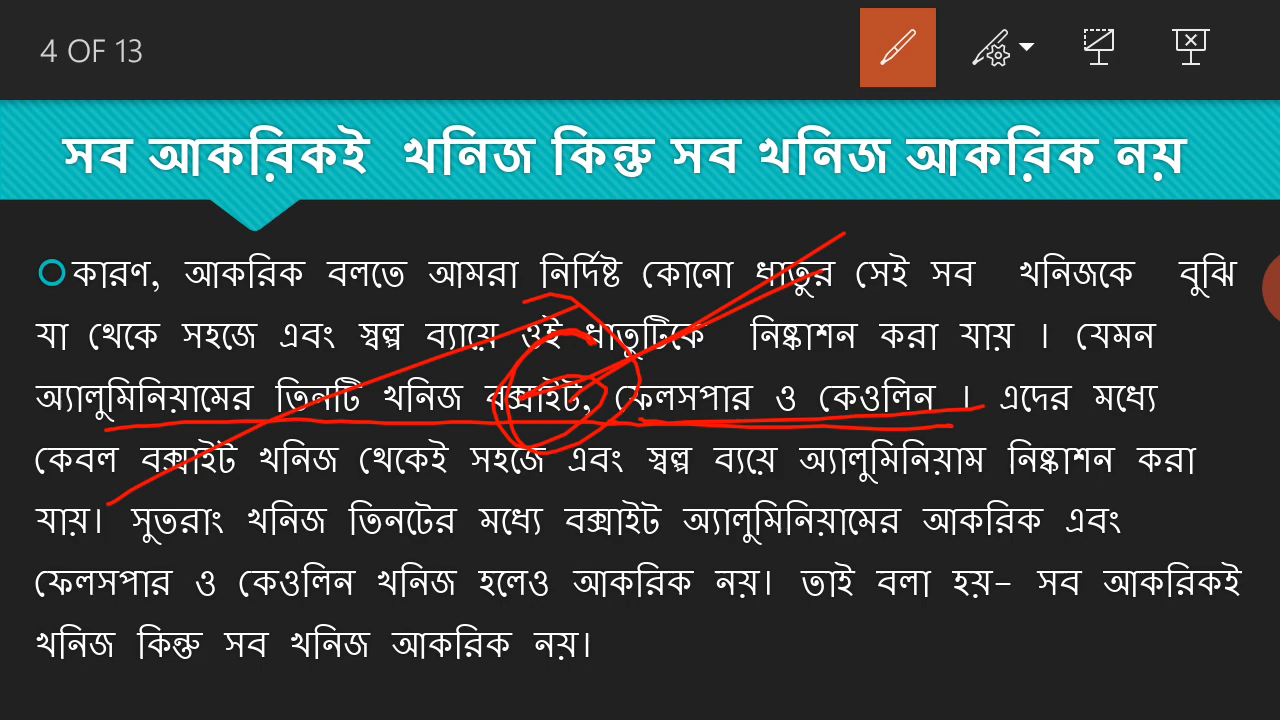 4 OF 13
সব আকরিকই খনিজ কিন্তু সব খনিজ আকরিক নয়
কারণ, আকরিক বলতে আমরা নির্দিষ্ট কোনো ধাতুর সেই সব খনিজকে বুঝি
যা থেকে সহজে এবং স্বল্প ব্যায়ে ওই ধাতুটিকে নিষ্কাশন করা যায় । যেমন
অ্যালুমিনিয়ামের তিনটি খনিজ বক্সাইট, ফেলসপার ও কেওলিন । এদের মধ্যে
কেবল বক্সাইট খনিজ থেকেই সহজে এবং স্বল্প ব্যয়ে অ্যালুমিনিয়াম নিষ্কাশন করা
যায়। সুতরাং খনিজ তিনটের মধ্যে বক্সাইট অ্যালুমিনিয়ামের আকরিক এবং
ফেলসপার ও কেওলিন খনিজ হলেও আকরিক নয়। তাই বলা হয়– সব আকরিকই
খনিজ কিন্তু সব খনিজ আকরিক নয়।